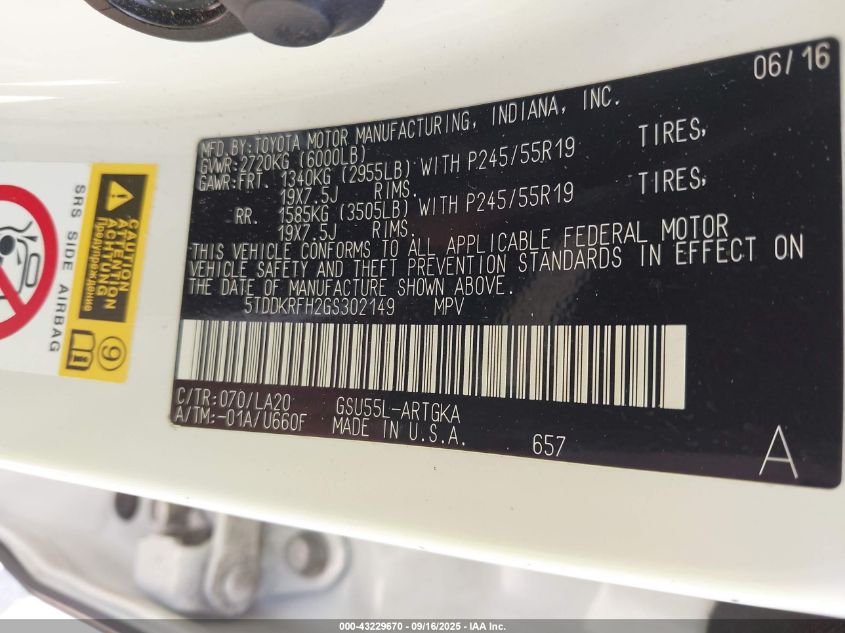 06/16
MFD.BY:TOYOTA MOTOR MANUFACTURING, INDIANA, INC.
GVWR:2720KG (6000LB)
GAWR:FRT. 1340KG (2955LB) WITH P245/55R19 TIRES,
19X7.5J RIMS.
RR. 1585KG (3505LB) WITH P245/55R19 TIRES,
19X7.5J RIMS.
THIS VEHICLE CONFORMS TO ALL APPLICABLE FEDERAL MOTOR
VEHICLE SAFETY AND THEFT PREVENTION STANDARDS IN EFFECT ON
THE DATE OF MANUFACTURE SHOWN ABOVE.
5TDDKRFH2GS302149 MPV
C/TR:070/LA20 GSU55L-ARTGKA
A/TM:-01A/U660F MADE IN U.S.A.
657
A
CAUTION
ATTENTION
ACHTUNG
Предупреждение
SRS SIDE AIRBAG
9
000-43229670 - 09/16/2025 - IAA Inc.